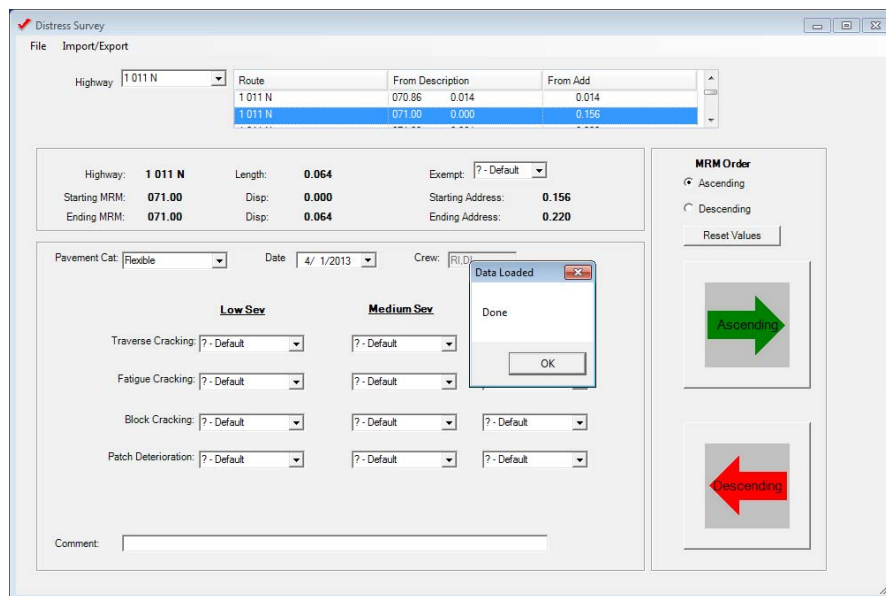 Distress Survey
File Import/Export
Highway 1 011 N
Route From Description From Add
1 011 N 070.86 0.014 0.014
1 011 N 071.00 0.000 0.156
Highway: 1 011 N Length: 0.064 Exempt: ? - Default
Starting MRM: 071.00 Disp: 0.000 Starting Address: 0.156
Ending MRM: 071.00 Disp: 0.064 Ending Address: 0.220
MRM Order
Ascending
Descending
Reset Values
Pavement Cat: Flexible Date 4/ 1/2013 Crew: RI,DI
Data Loaded
Done
OK
Low Sev Medium Sev
Traverse Cracking: ? - Default ? - Default
Fatigue Cracking: ? - Default ? - Default
Block Cracking: ? - Default ? - Default ? - Default
Patch Deterioration: ? - Default ? - Default ? - Default
Comment:
Ascending
Descending